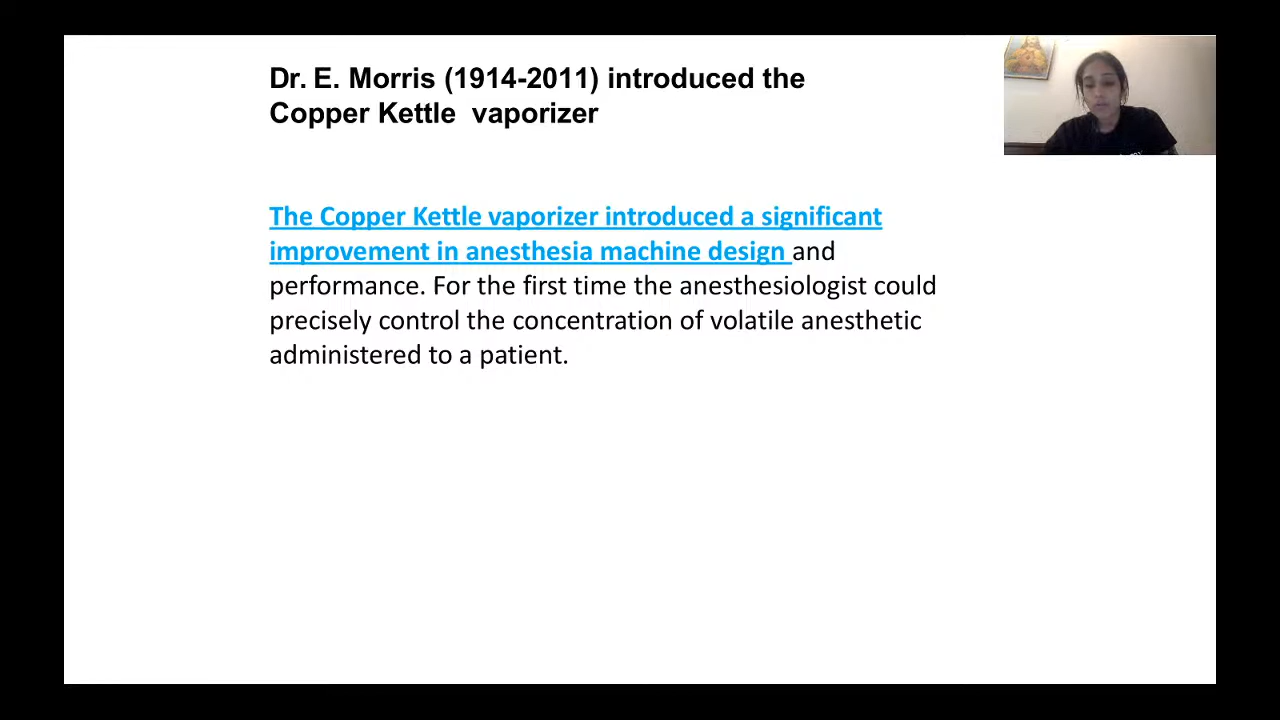 Dr. E. Morris (1914-2011) introduced the
Copper Kettle  vaporizer
The Copper Kettle vaporizer introduced a significant
improvement in anesthesia machine design and
performance. For the first time the anesthesiologist could
precisely control the concentration of volatile anesthetic
administered to a patient.